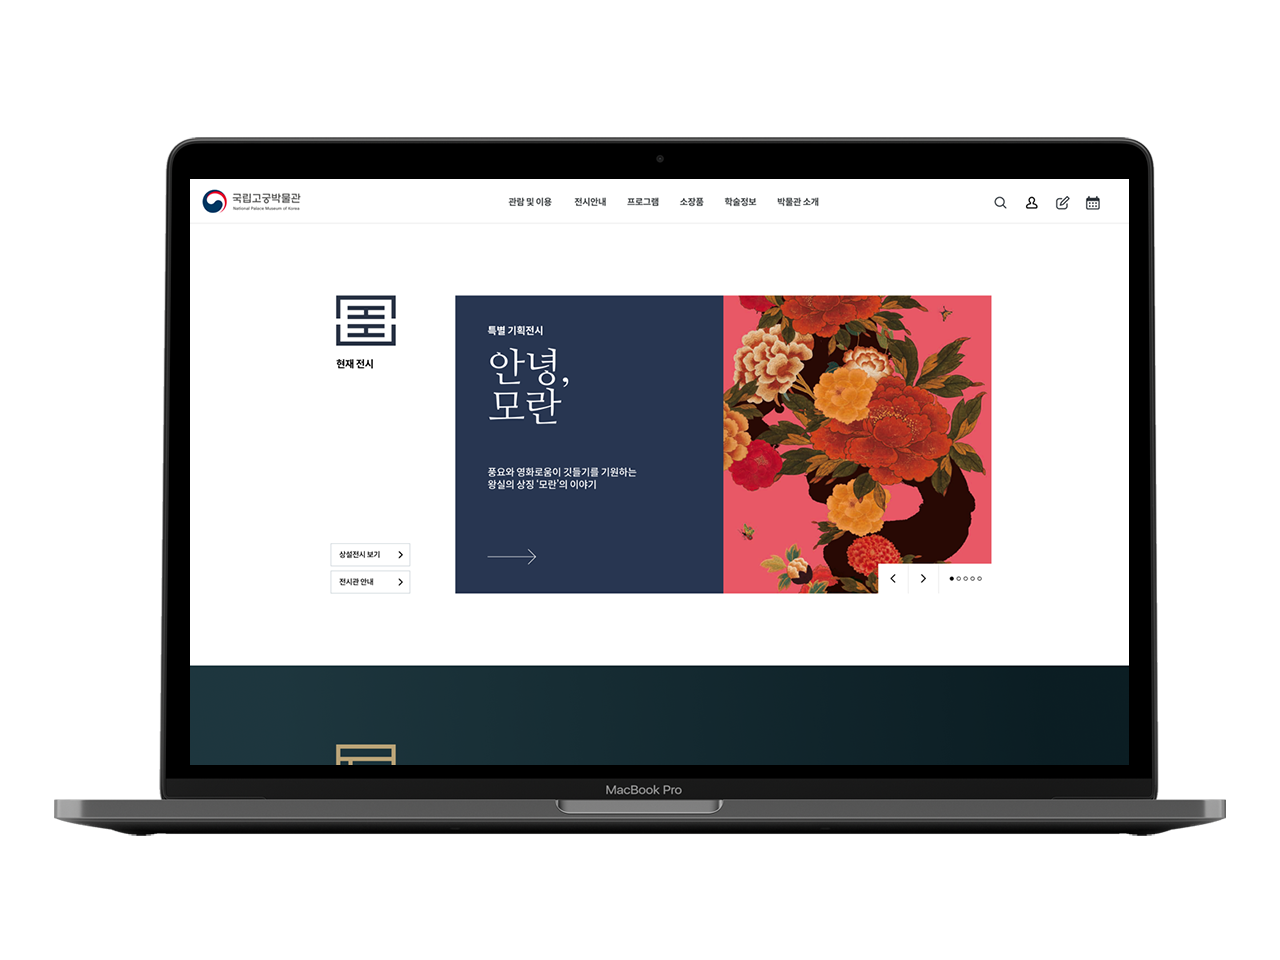 국립고궁박물관
National Palace Museum of Korea
관람 및 이용 전시안내 프로그램 소장품 학술정보 박물관 소개
현재 전시
특별 기획전시
안녕,
모란
풍요와 영화로움이 깃들기를 기원하는
왕실의 상징 '모란'의 이야기
상설전시 보기
전시관 안내
MacBook Pro